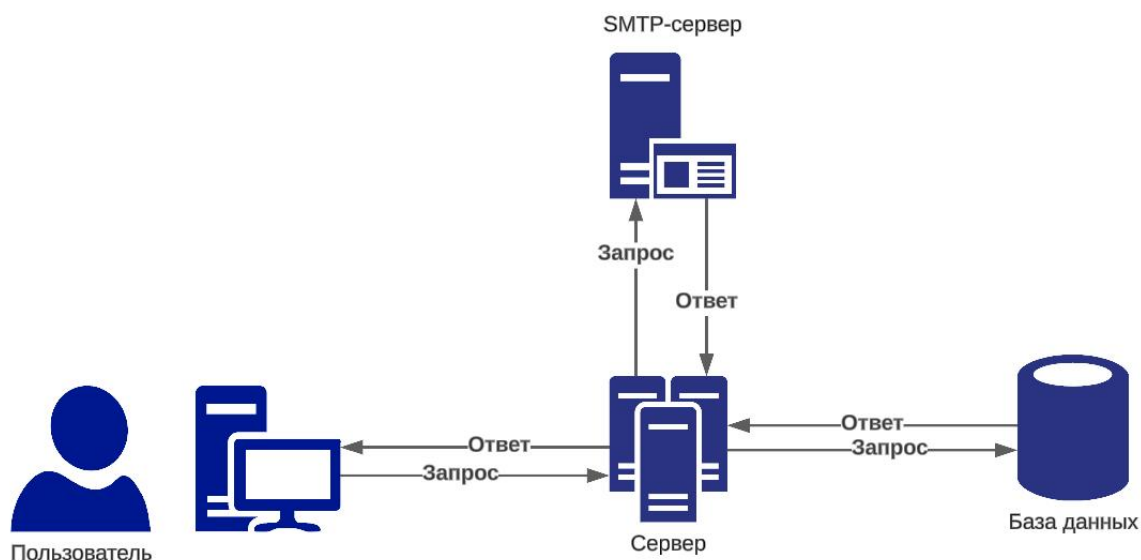 SMTP-сервер
Запрос
Ответ
Ответ
Запрос
Ответ
Запрос
Пользователь
Сервер
База данных